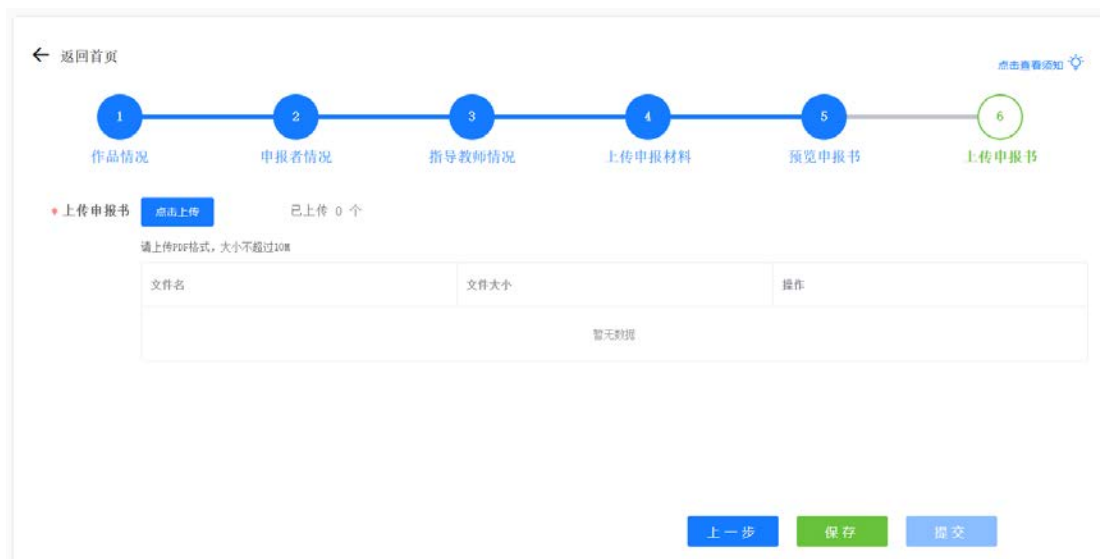 返回首页
点击查看须知
1 2 3 4 5 6
作品情况 申报者情况 指导教师情况 上传申报材料 预览申报书 上传申报书
* 上传申报书 点击上传 已上传 0 个
请上传PDF格式，大小不超过10M
文件名 文件大小 操作
暂无数据
上一步 保存 提交